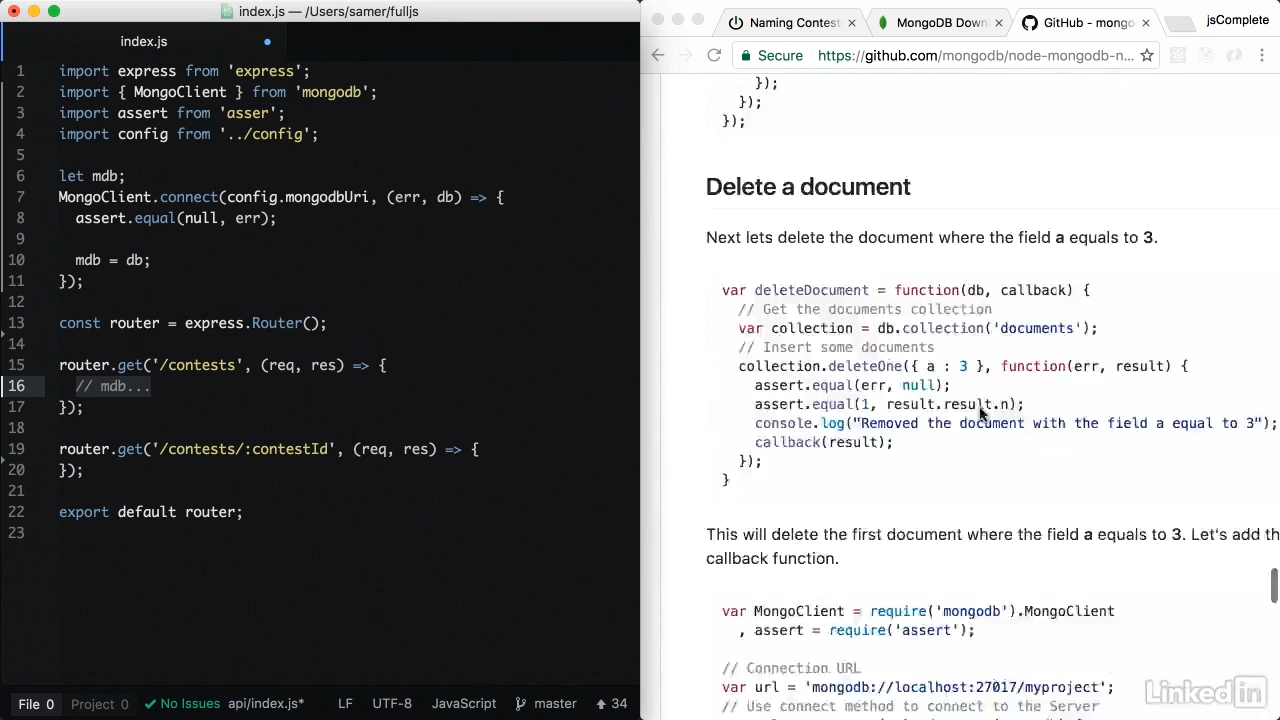 index.js — /Users/samer/fulljs
index.js
1 import express from 'express';
2 import { MongoClient } from 'mongodb';
3 import assert from 'asser';
4 import config from '../config';
5
6 let mdb;
7 MongoClient.connect(config.mongodbUri, (err, db) => {
8 assert.equal(null, err);
9
10 mdb = db;
11 });
12
13 const router = express.Router();
14
15 router.get('/contests', (req, res) => {
16 // mdb...
17 });
18
19 router.get('/contests/:contestId', (req, res) => {
20 });
21
22 export default router;
23
File 0 Project 0 No Issues api/index.js* LF UTF-8 JavaScript master 34
Naming Contes MongoDB Down GitHub - mongo jsComplete
Secure https://github.com/mongodb/node-mongodb-n...
});
});
});
Delete a document
Next lets delete the document where the field a equals to 3.
var deleteDocument = function(db, callback) {
// Get the documents collection
var collection = db.collection('documents');
// Insert some documents
collection.deleteOne({ a : 3 }, function(err, result) {
assert.equal(err, null);
assert.equal(1, result.result.n);
console.log("Removed the document with the field a equal to 3");
callback(result);
});
}
This will delete the first document where the field a equals to 3. Let's add th
callback function.
var MongoClient = require('mongodb').MongoClient
, assert = require('assert');
// Connection URL
var url = 'mongodb://localhost:27017/myproject';
// Use connect method to connect to the Server
LinkedIn